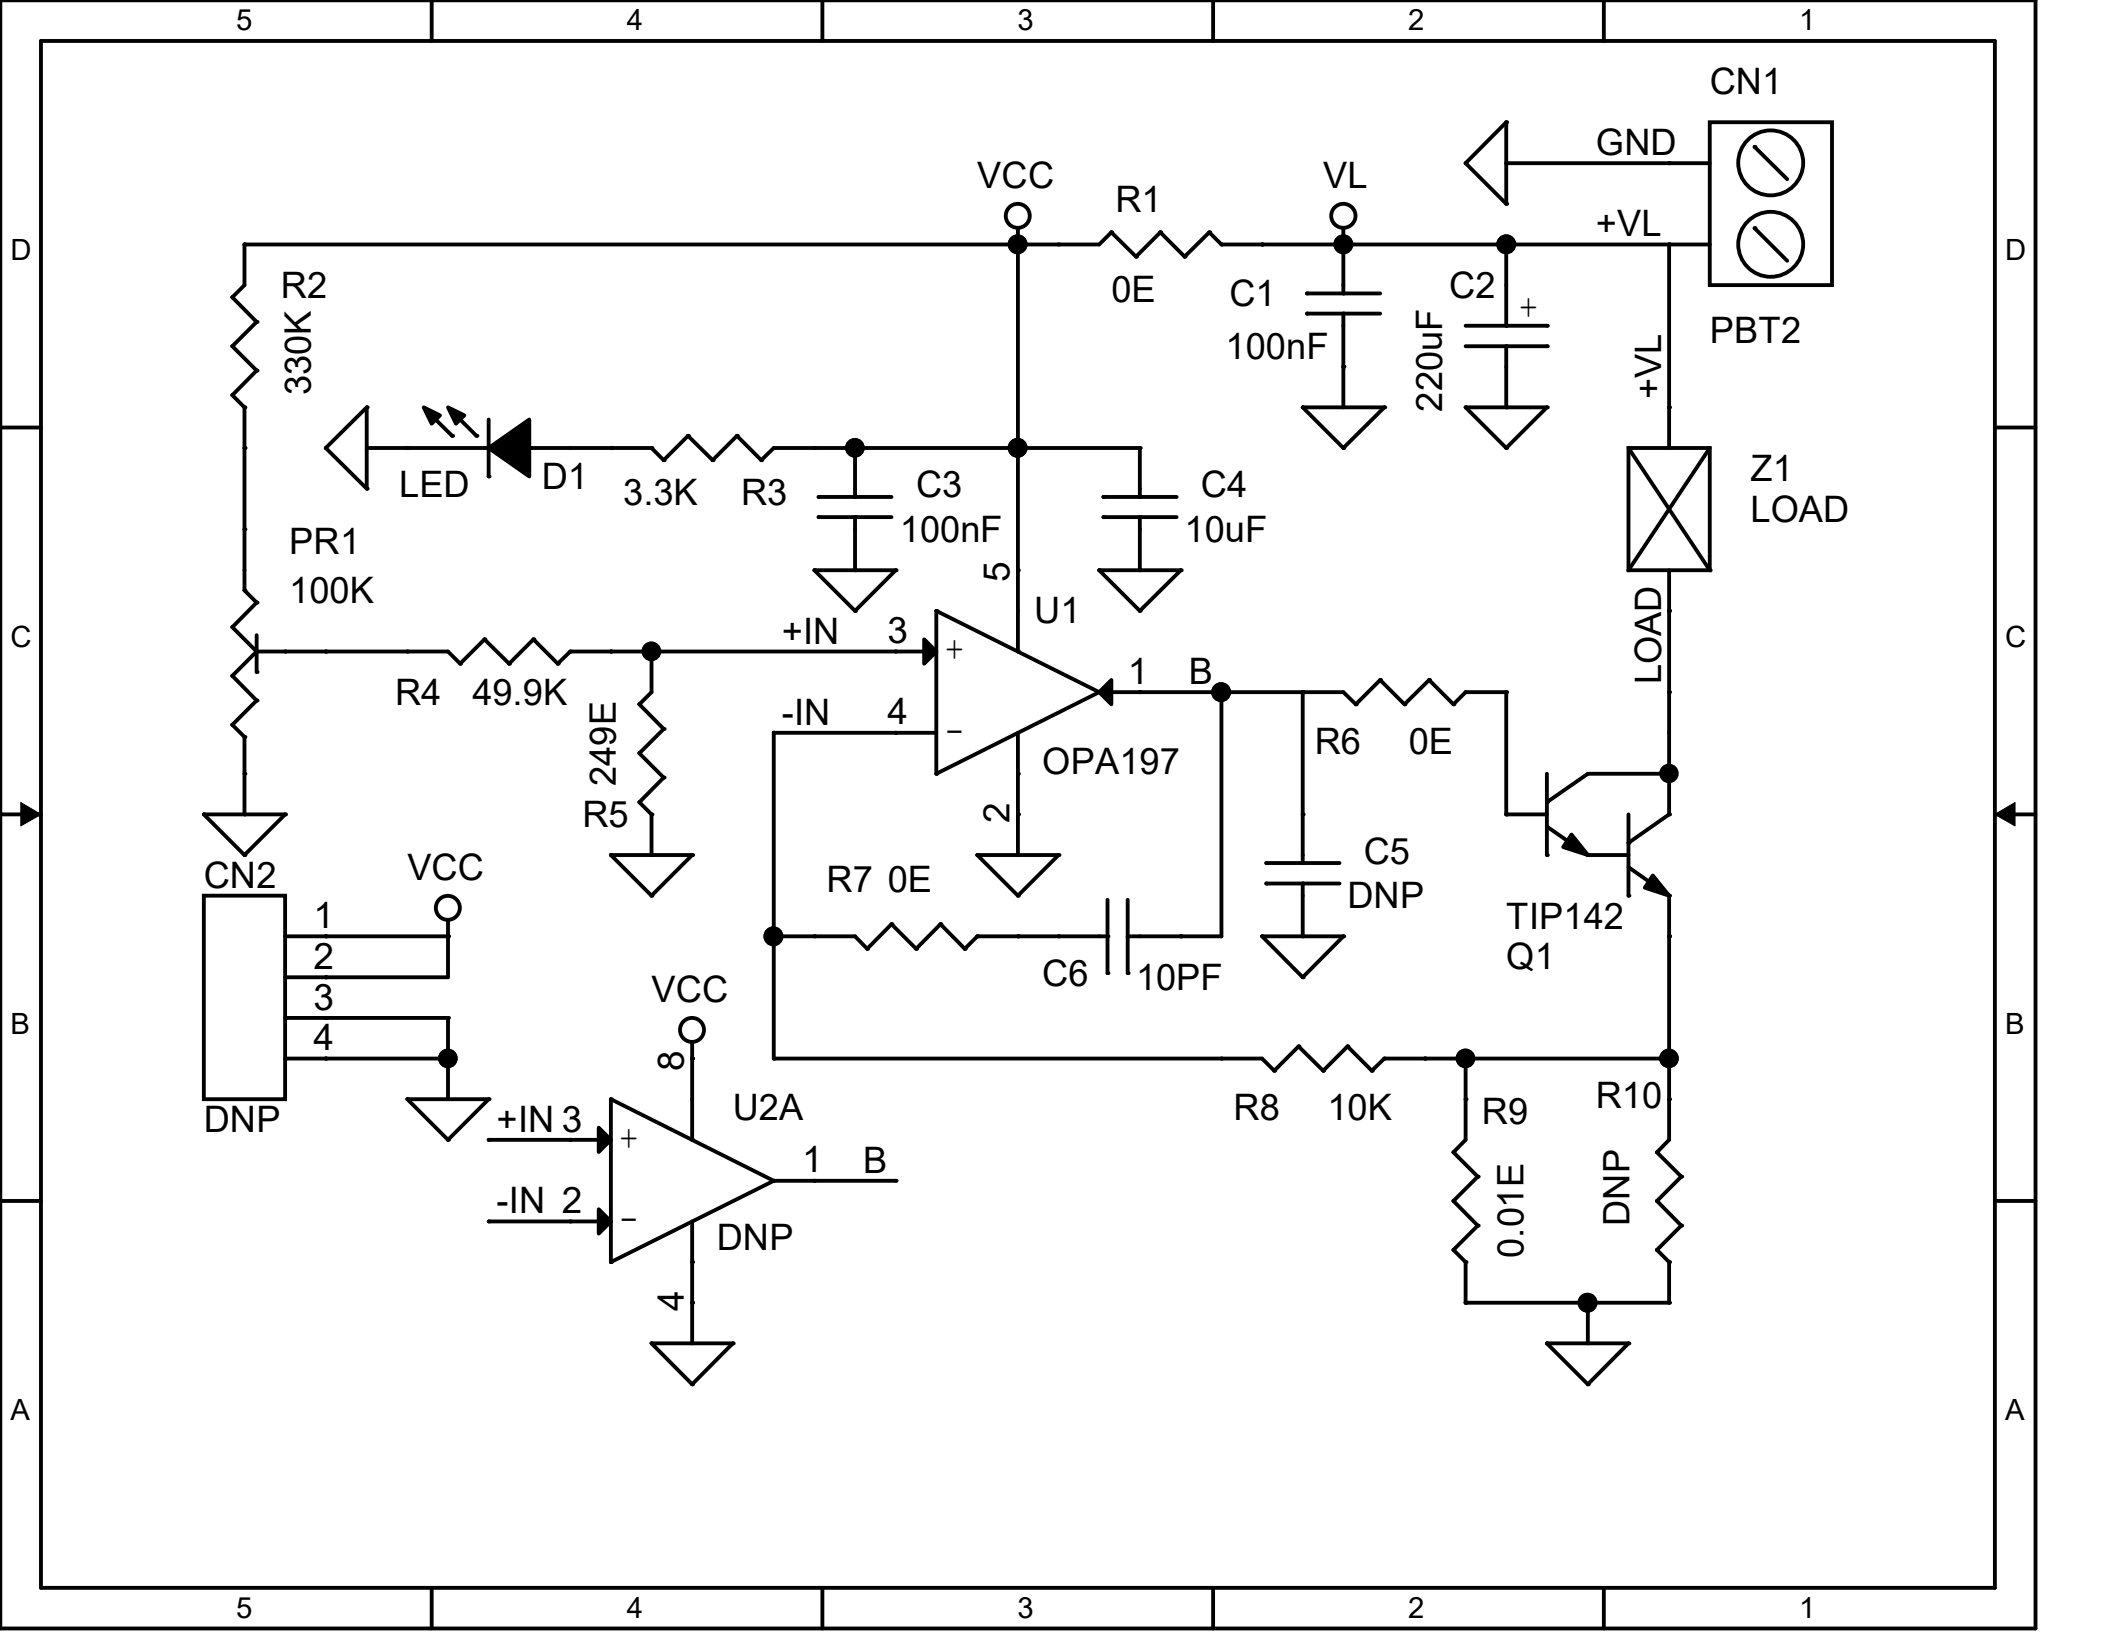 5 4 3 2 1
D
D
C
C
B
B
A
A
CN1
GND
+VL
PBT2
VCC
R1
0E
VL
C1
100nF
C2
+
220uF
+VL
R2
330K
LED
D1
3.3K
R3
C3
100nF
C4
10uF
Z1
LOAD
LOAD
PR1
100K
R4
49.9K
249E
R5
+IN 3
-IN 4
+
−
5
U1
1 B
OPA197
2
R6
0E
C5
DNP
TIP142
Q1
R7 0E
C6
10PF
CN2
VCC
1
2
3
4
DNP
VCC
8
U2A
+IN 3
-IN 2
+
−
1 B
DNP
4
R8
10K
R9
0.01E
R10
DNP
5 4 3 2 1